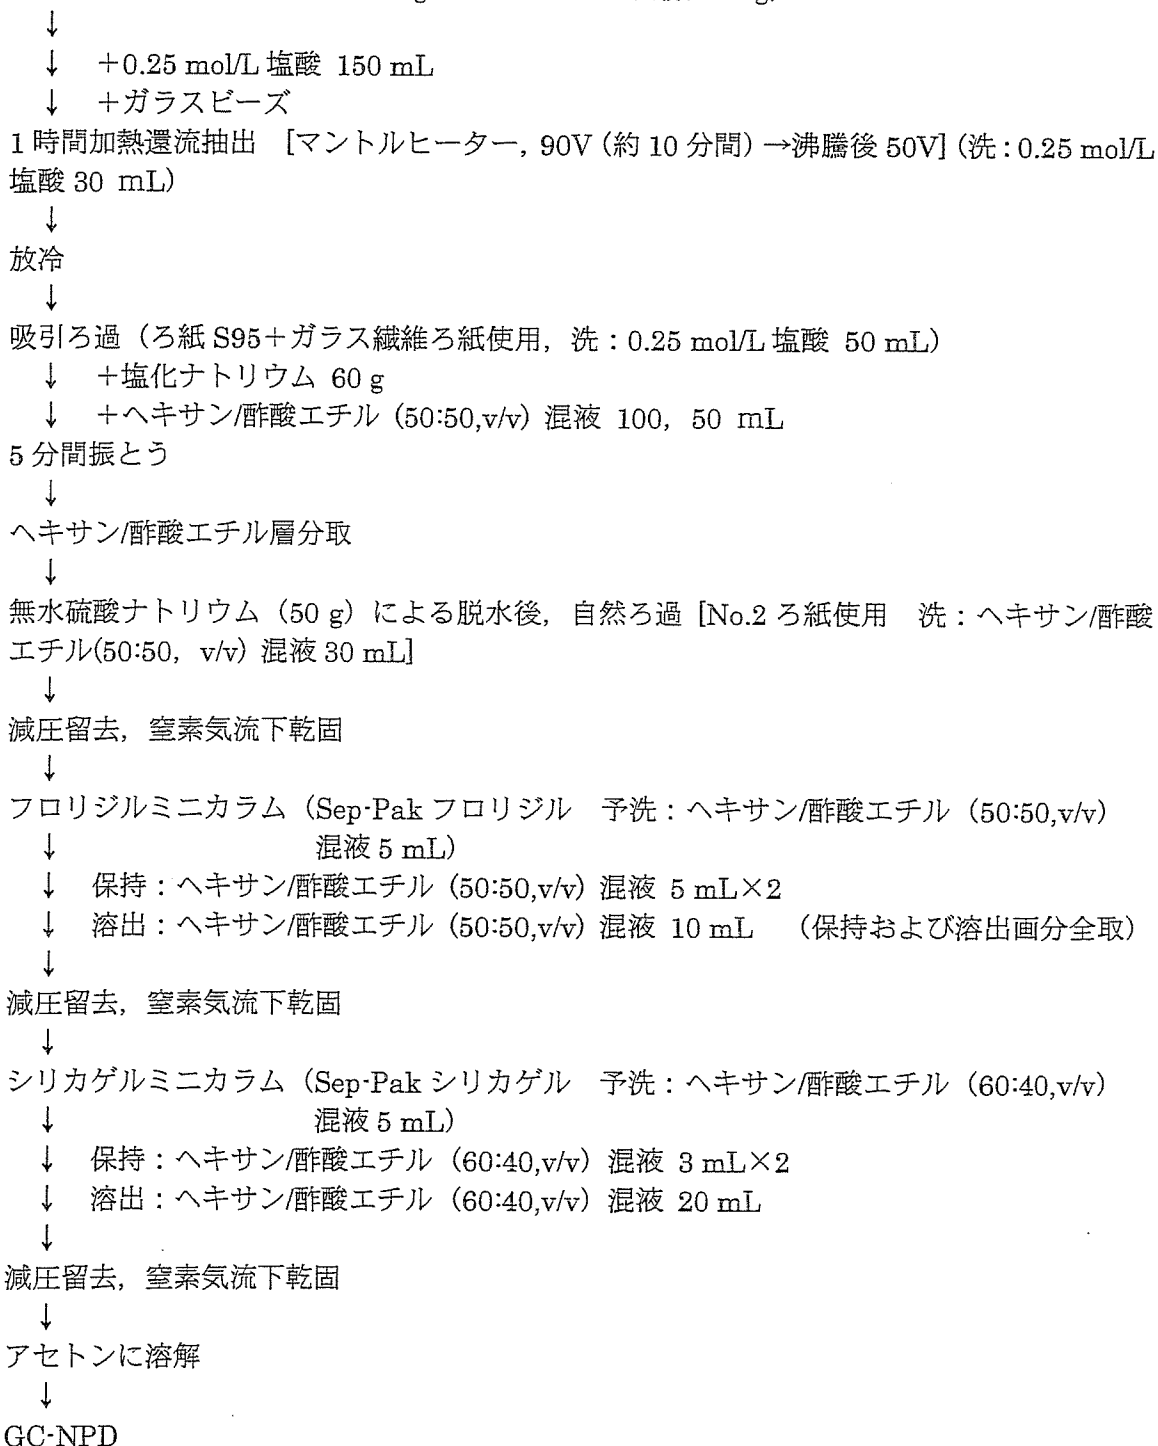 ↓
↓ +0.25 mol/L 塩酸 150 mL
↓ +ガラスビーズ
1 時間加熱還流抽出 [マントルヒーター, 90V (約 10 分間) →沸騰後 50V] (洗:0.25 mol/L
塩酸 30 mL)
↓
放冷
↓
吸引ろ過 (ろ紙 S95+ガラス繊維ろ紙使用, 洗:0.25 mol/L 塩酸 50 mL)
↓ +塩化ナトリウム 60 g
↓ +ヘキサン/酢酸エチル (50:50,v/v) 混液 100, 50 mL
5 分間振とう
↓
ヘキサン/酢酸エチル層分取
↓
無水硫酸ナトリウム (50 g) による脱水後, 自然ろ過 [No.2 ろ紙使用 洗:ヘキサン/酢酸
エチル(50:50, v/v) 混液 30 mL]
↓
減圧留去, 窒素気流下乾固
↓
フロリジルミニカラム (Sep-Pak フロリジル 予洗:ヘキサン/酢酸エチル (50:50,v/v)
↓ 混液 5 mL)
↓ 保持:ヘキサン/酢酸エチル (50:50,v/v) 混液 5 mL×2
↓ 溶出:ヘキサン/酢酸エチル (50:50,v/v) 混液 10 mL (保持および溶出画分全取)
↓
減圧留去, 窒素気流下乾固
↓
シリカゲルミニカラム (Sep-Pak シリカゲル 予洗:ヘキサン/酢酸エチル (60:40,v/v)
↓ 混液 5 mL)
↓ 保持:ヘキサン/酢酸エチル (60:40,v/v) 混液 3 mL×2
↓ 溶出:ヘキサン/酢酸エチル (60:40,v/v) 混液 20 mL
↓
減圧留去, 窒素気流下乾固
↓
アセトンに溶解
↓
GC-NPD